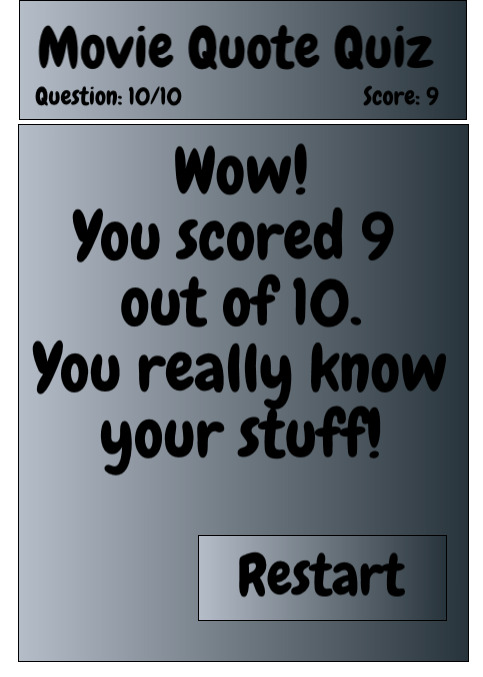 Movie Quote Quiz
Question: 10/10 Score: 9
Wow!
You scored 9
out of 10.
You really know
your stuff!
Restart